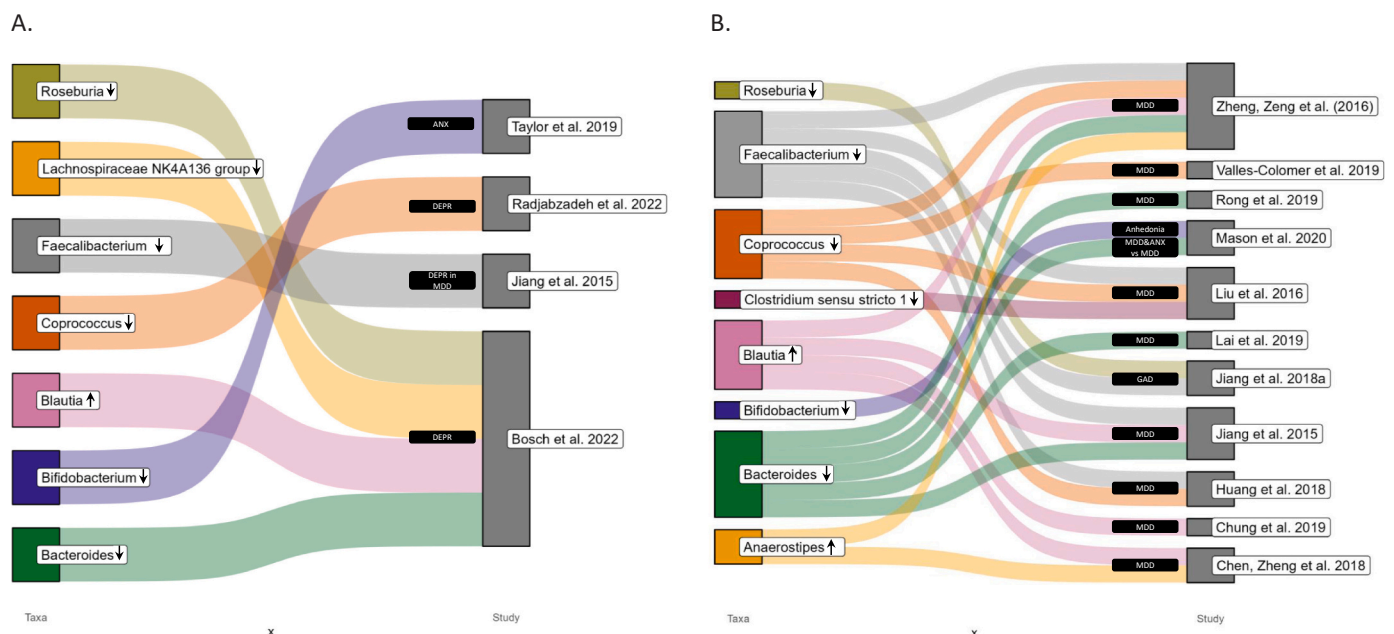 A.
Roseburia
Lachnospiraceae NK4A136 group
Faecalibacterium
Coprococcus
Blautia
Bifidobacterium
Bacteroides
ANX
DEPR
DEPR in
MDD
DEPR
Taylor et al. 2019
Radjabzadeh et al. 2022
Jiang et al. 2015
Bosch et al. 2022
Taxa
Study
x
B.
Roseburia
Faecalibacterium
Coprococcus
Clostridium sensu stricto 1
Blautia
Bifidobacterium
Bacteroides
Anaerostipes
MDD
MDD
MDD
Anhedonia
MDD&ANX
vs MDD
MDD
MDD
GAD
MDD
MDD
MDD
MDD
Zheng, Zeng et al. (2016)
Valles-Colomer et al. 2019
Rong et al. 2019
Mason et al. 2020
Liu et al. 2016
Lai et al. 2019
Jiang et al. 2018a
Jiang et al. 2015
Huang et al. 2018
Chung et al. 2019
Chen, Zheng et al. 2018
Taxa
Study
x